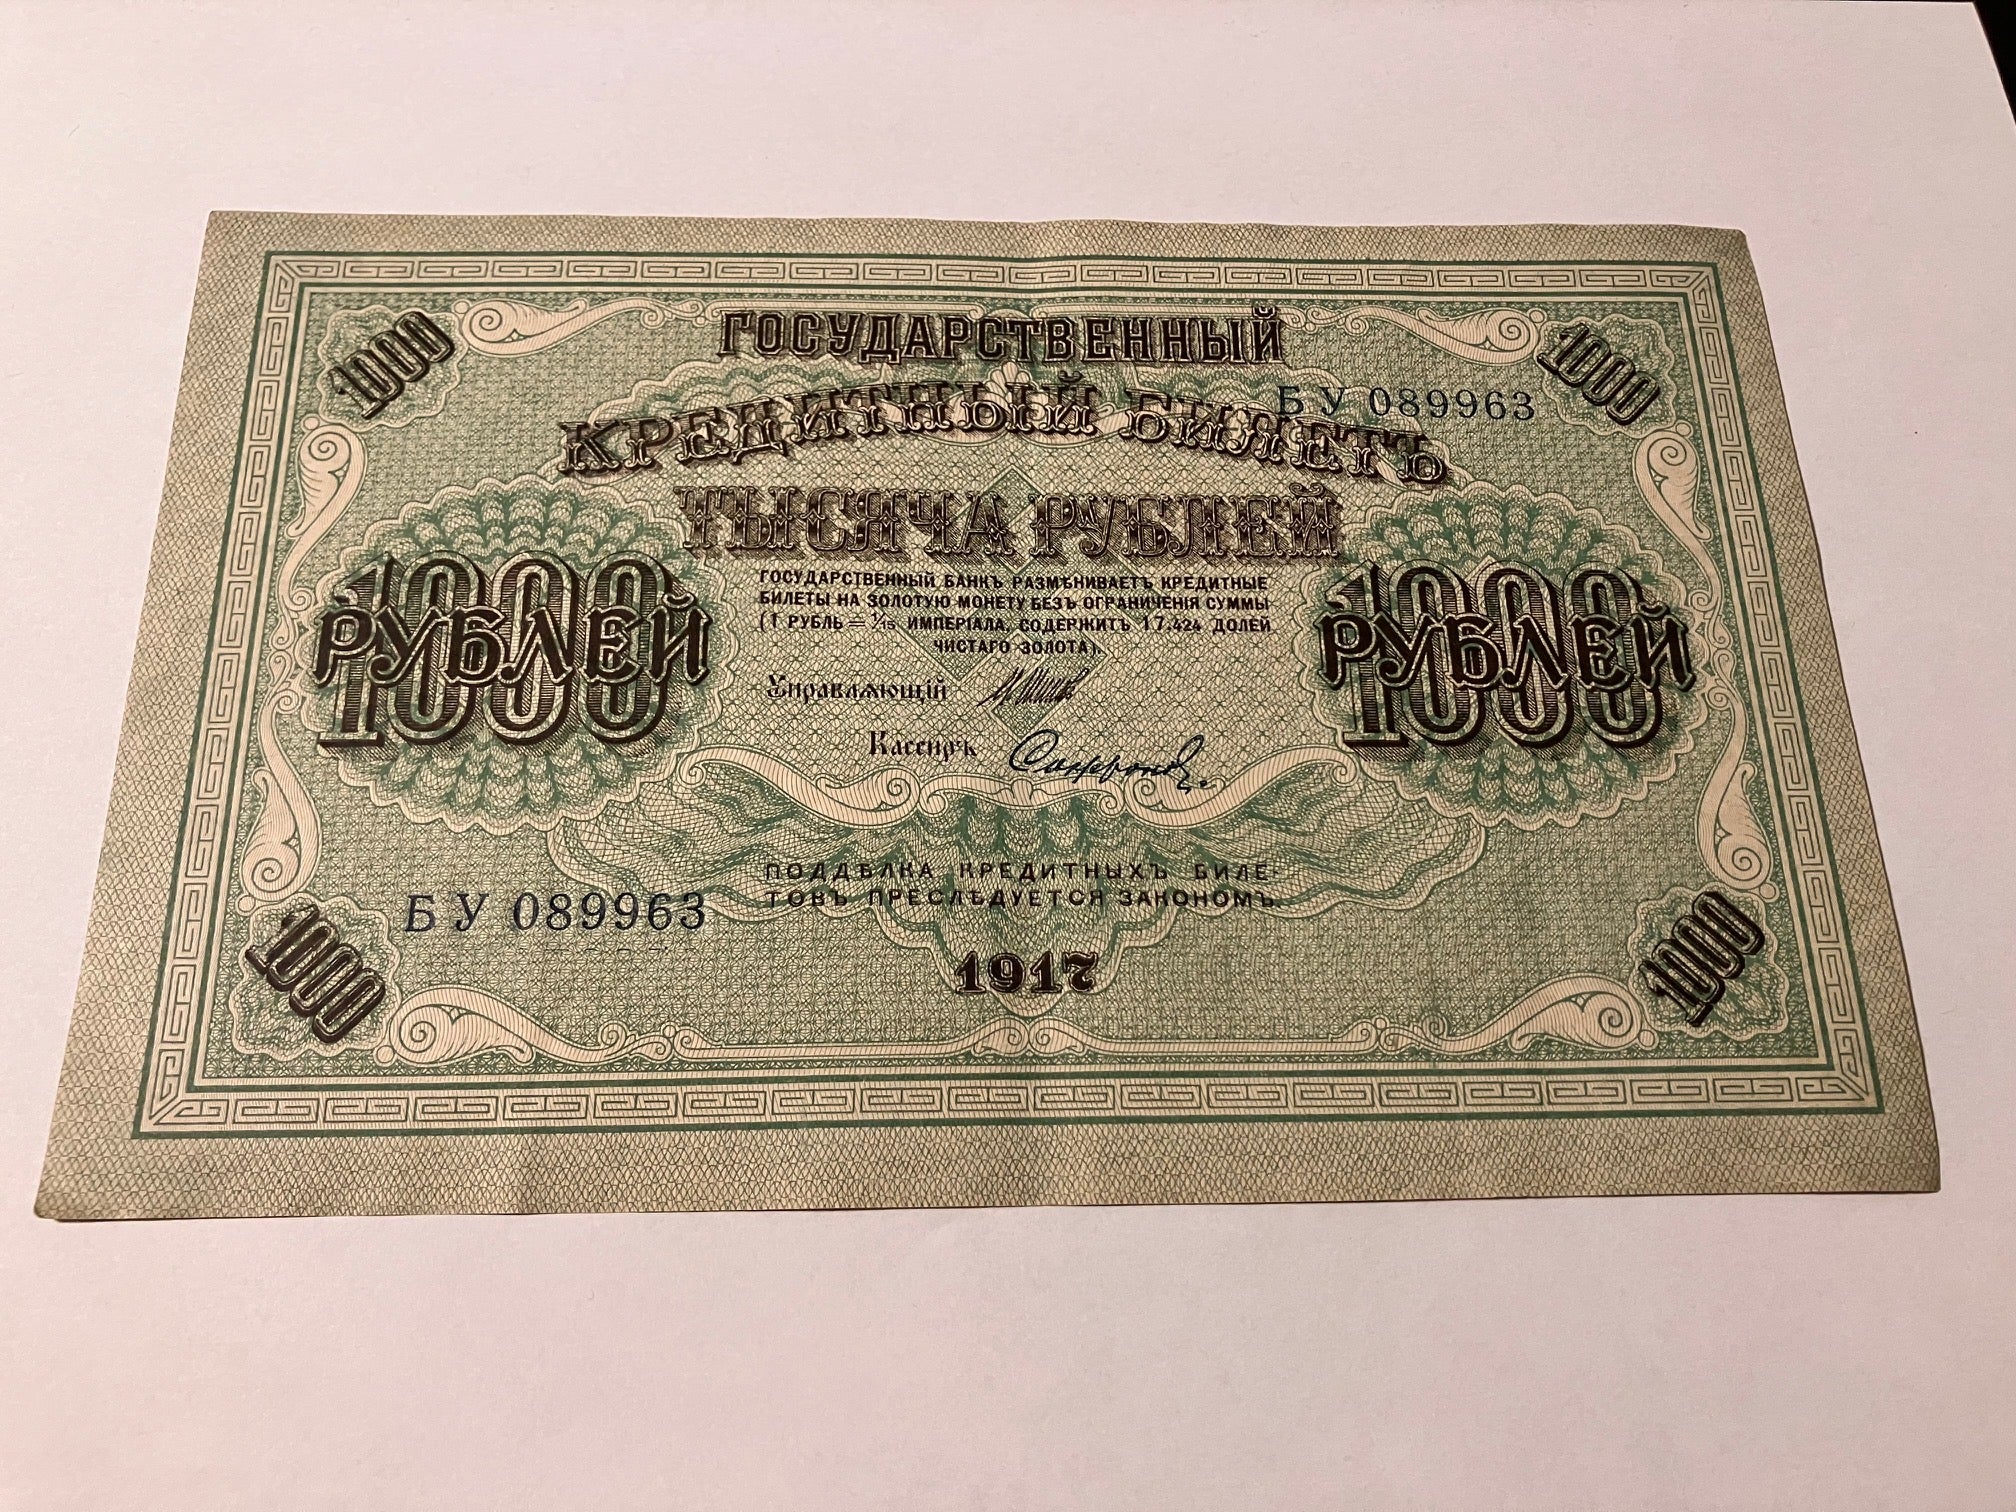 1000
ГОСУДАРСТВЕННЫЙ
1000
КРЕДИТНЫЙ БИЛЕТЪ
БУ 089963
ТЫСЯЧА РУБЛЕЙ
1000
РУБЛЕЙ
ГОСУДАРСТВЕННЫЙ БАНКЪ РАЗМѢНИВАЕТЪ КРЕДИТНЫЕ
БИЛЕТЫ НА ЗОЛОТУЮ МОНЕТУ БЕЗЪ ОГРАНИЧЕНІЯ СУММЫ
(1 РУБЛЬ = 1/15 ИМПЕРІАЛА, СОДЕРЖИТЪ 17.424 ДОЛЕЙ
ЧИСТАГО ЗОЛОТА).
1000
РУБЛЕЙ
Управляющій
Кассиръ
Сафронов
ПОДДѢЛКА КРЕДИТНЫХЪ БИЛЕ-
ТОВЪ ПРЕСЛѢДУЕТСЯ ЗАКОНОМЪ.
БУ 089963
1000
1917
1000